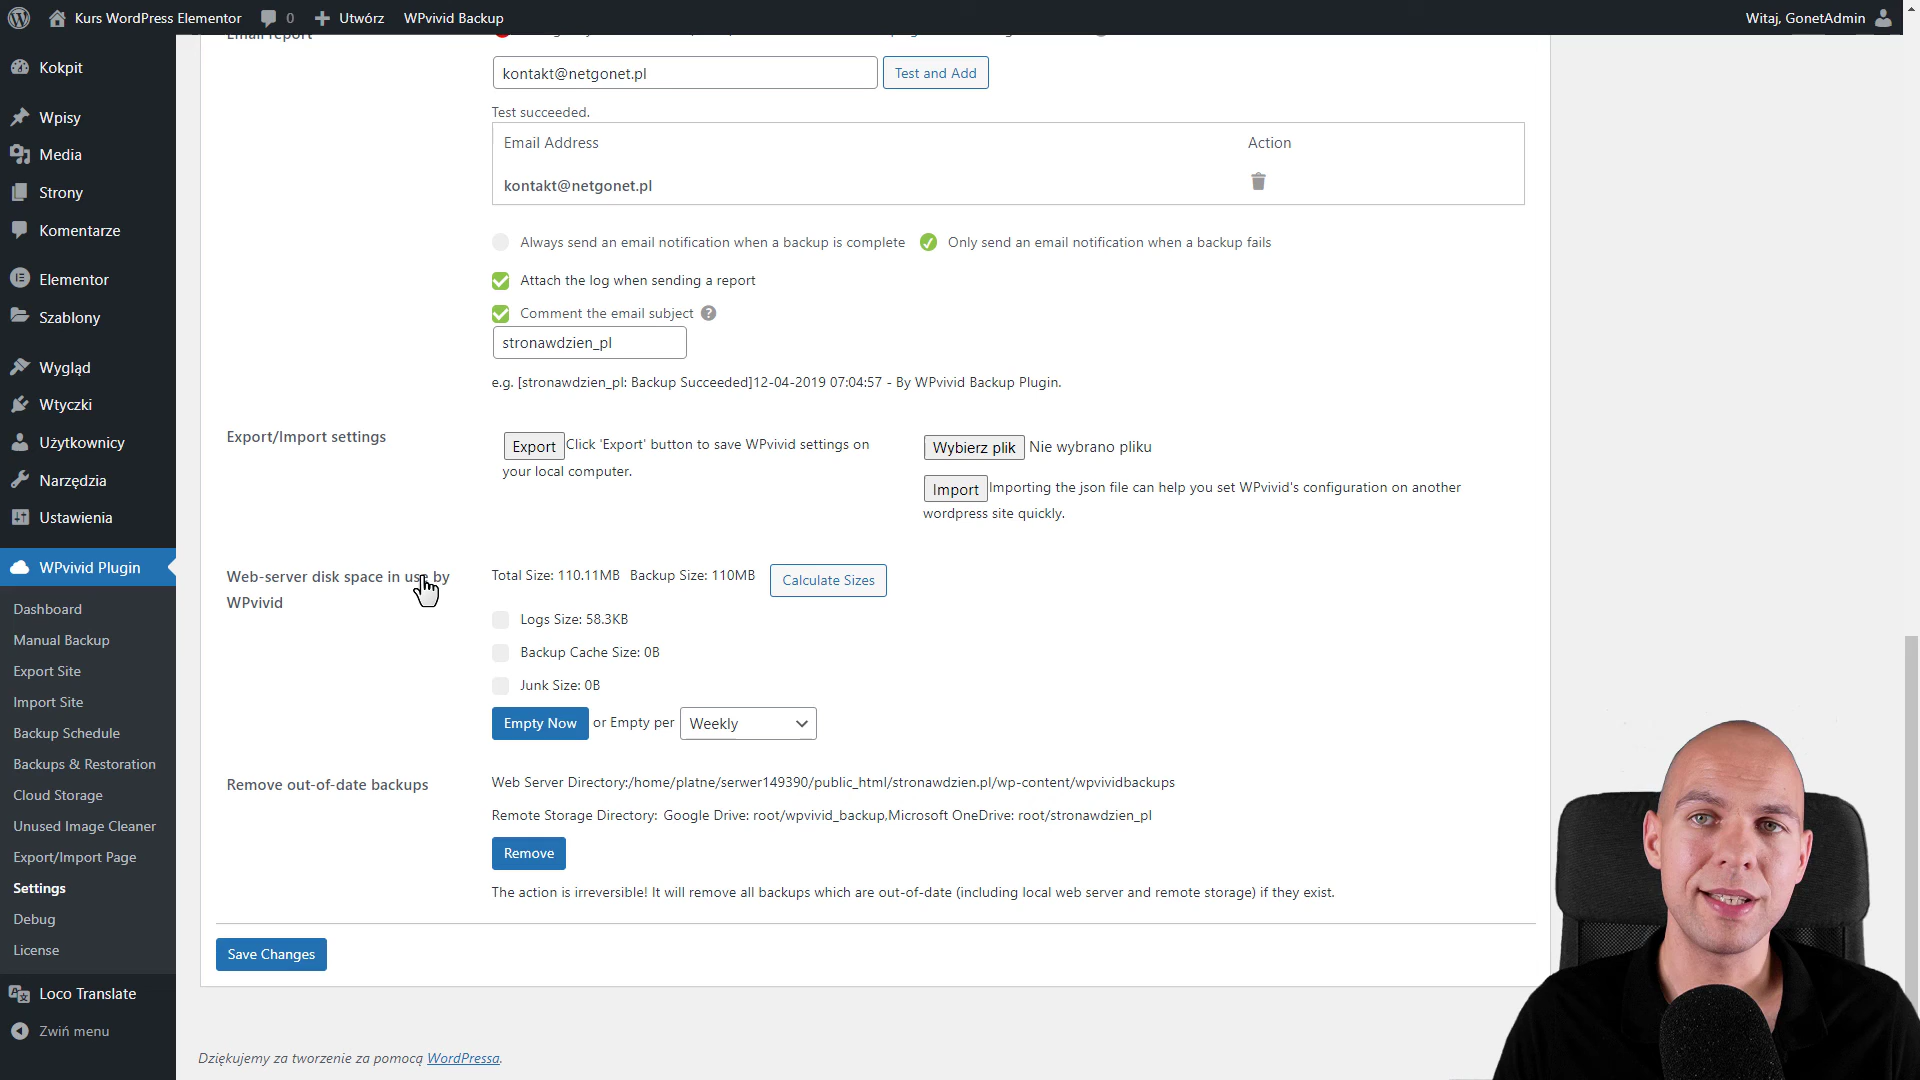 Kurs WordPress Elementor
0
Utwórz
WPvivid Backup
Witaj, GonetAdmin
Kokpit
Wpisy
Media
Strony
Komentarze
Elementor
Szablony
Wygląd
Wtyczki
Użytkownicy
Narzędzia
Ustawienia
WPvivid Plugin
Dashboard
Manual Backup
Export Site
Import Site
Backup Schedule
Backups & Restoration
Cloud Storage
Unused Image Cleaner
Export/Import Page
Settings
Debug
License
Loco Translate
Zwiń menu
Email report
kontakt@netgonet.pl
Test and Add
Test succeeded.
Email Address
Action
kontakt@netgonet.pl
Always send an email notification when a backup is complete
Only send an email notification when a backup fails
Attach the log when sending a report
Comment the email subject
stronawdzien_pl
e.g. [stronawdzien_pl: Backup Succeeded]12-04-2019 07:04:57 - By WPvivid Backup Plugin.
Export/Import settings
Export Click 'Export' button to save WPvivid settings on
your local computer.
Wybierz plik Nie wybrano pliku
Import Importing the json file can help you set WPvivid's configuration on another
wordpress site quickly.
Web-server disk space in use by
WPvivid
Total Size: 110.11MB Backup Size: 110MB
Calculate Sizes
Logs Size: 58.3KB
Backup Cache Size: 0B
Junk Size: 0B
Empty Now or Empty per Weekly
Remove out-of-date backups
Web Server Directory:/home/platne/serwer149390/public_html/stronawdzien.pl/wp-content/wpvividbackups
Remote Storage Directory: Google Drive: root/wpvivid_backup,Microsoft OneDrive: root/stronawdzien_pl
Remove
The action is irreversible! It will remove all backups which are out-of-date (including local web server and remote storage) if they exist.
Save Changes
Dziękujemy za tworzenie za pomocą WordPressa.